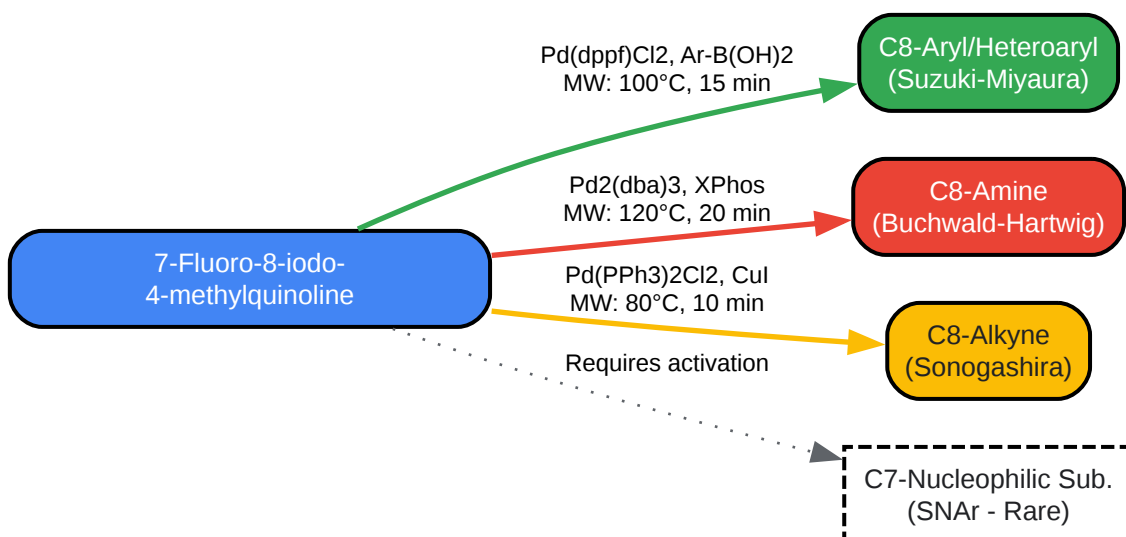 Pd(dppf)Cl2, Ar-B(OH)2
MW: 100°C, 15 min
C8-Aryl/Heteroaryl
(Suzuki-Miyaura)
Pd2(dba)3, XPhos
MW: 120°C, 20 min
C8-Amine
(Buchwald-Hartwig)
7-Fluoro-8-iodo-
4-methylquinoline
Pd(PPh3)2Cl2, CuI
MW: 80°C, 10 min
C8-Alkyne
(Sonogashira)
Requires activation
C7-Nucleophilic Sub.
(SNAr - Rare)